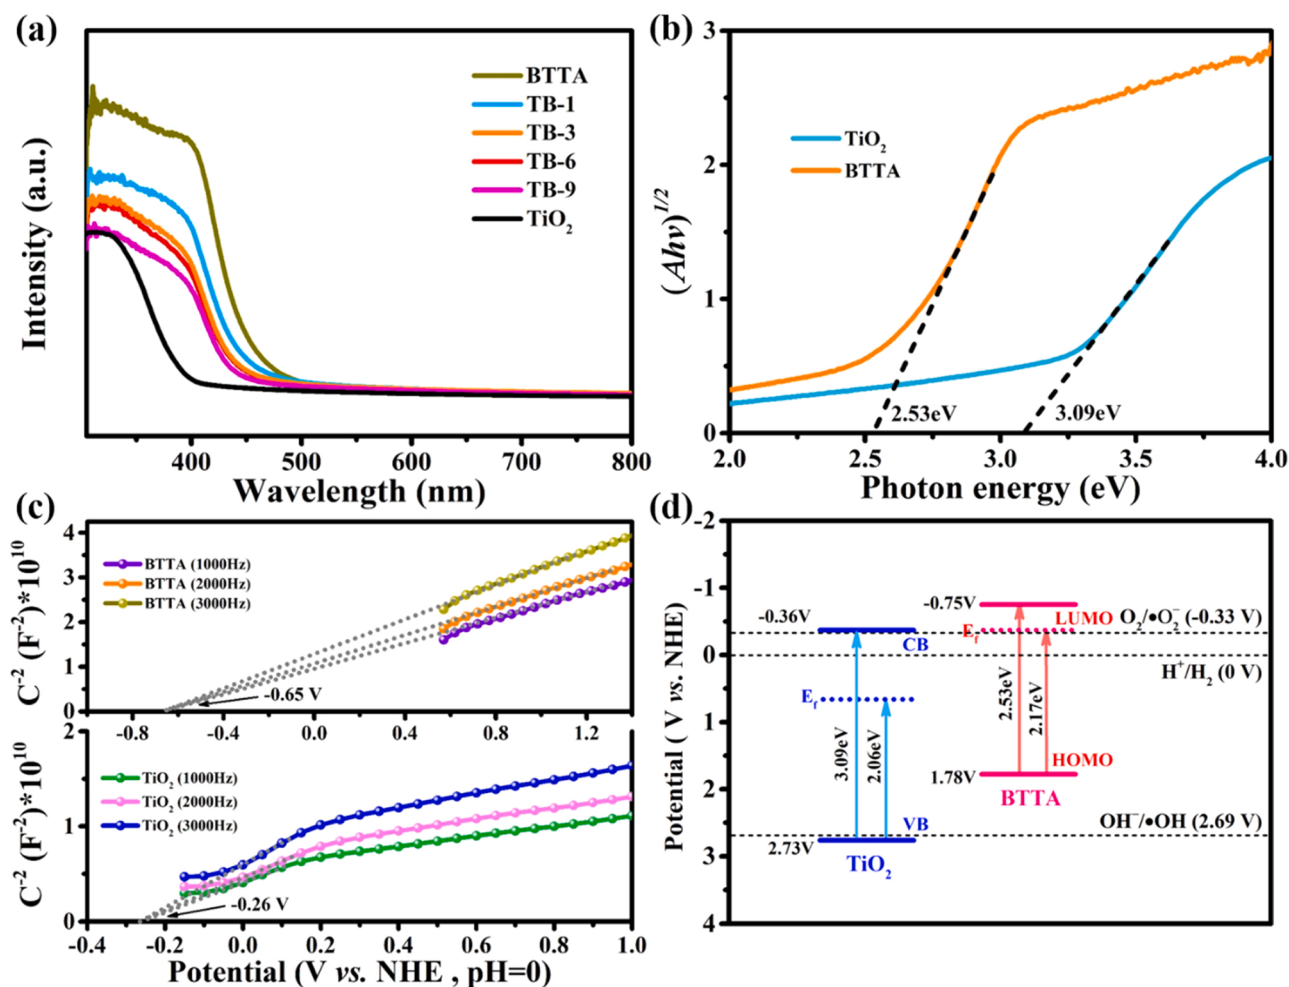 (a)
Intensity (a.u.)
BTTA
TB-1
TB-3
TB-6
TB-9
TiO₂
400 500 600 700 800
Wavelength (nm)
(b)
(Ahν)^1/2
3
2
1
0
TiO₂
BTTA
2.53eV
3.09eV
2.0 2.5 3.0 3.5 4.0
Photon energy (eV)
(c)
C⁻² (F⁻²)*10¹⁰
4
3
2
1
0
BTTA (1000Hz)
BTTA (2000Hz)
BTTA (3000Hz)
-0.65 V
-0.8 -0.4 0.0 0.4 0.8 1.2
C⁻² (F⁻²)*10¹⁰
2
1
0
TiO₂ (1000Hz)
TiO₂ (2000Hz)
TiO₂ (3000Hz)
-0.26 V
-0.4 -0.2 0.0 0.2 0.4 0.6 0.8 1.0
Potential (V vs. NHE , pH=0)
(d)
Potential ( V vs. NHE)
-2
-1
0
1
2
3
4
-0.36V
CB
E_f
3.09eV
2.06eV
VB
2.73V
TiO₂
-0.75V
LUMO
E_f
2.53eV
2.17eV
HOMO
1.78V
BTTA
O₂/•O₂⁻ (-0.33 V)
H⁺/H₂ (0 V)
OH⁻/•OH (2.69 V)